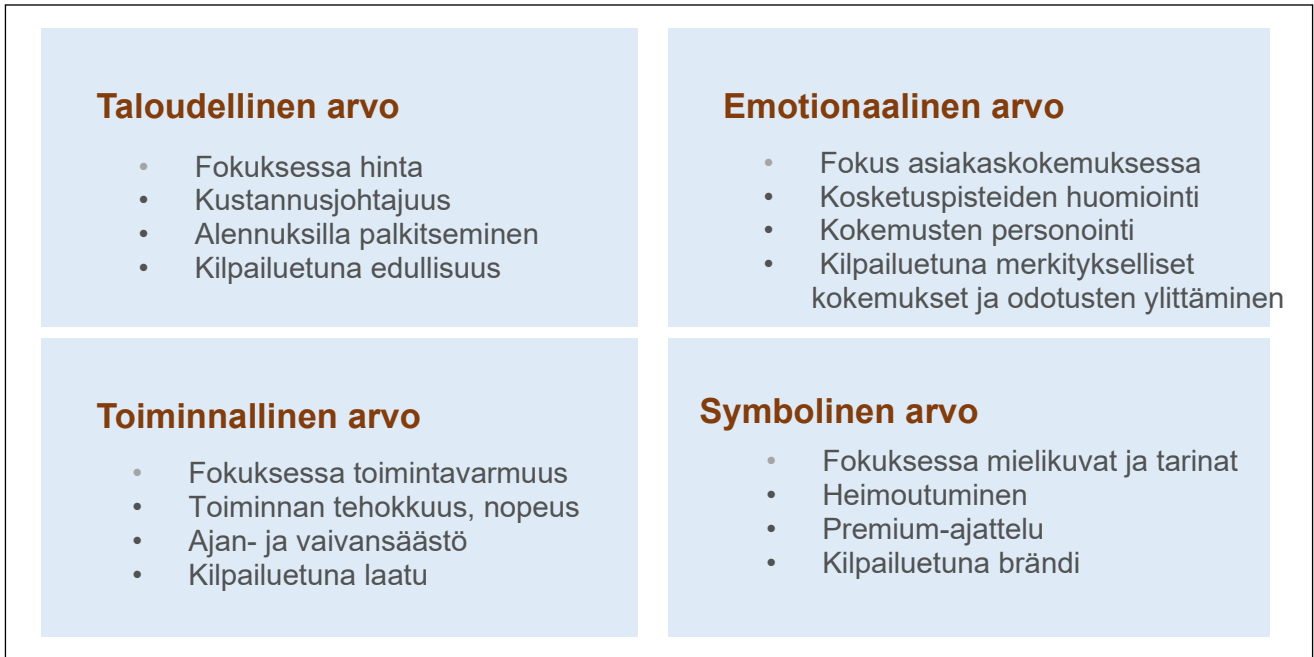 Taloudellinen arvo
• Fokuksessa hinta
• Kustannusjohtajuus
• Alennuksilla palkitseminen
• Kilpailuetuna edullisuus
Emotionaalinen arvo
• Fokus asiakaskokemuksessa
• Kosketuspisteiden huomiointi
• Kokemusten personointi
• Kilpailuetuna merkitykselliset
kokemukset ja odotusten ylittäminen
Toiminnallinen arvo
• Fokuksessa toimintavarmuus
• Toiminnan tehokkuus, nopeus
• Ajan- ja vaivansäästö
• Kilpailuetuna laatu
Symbolinen arvo
• Fokuksessa mielikuvat ja tarinat
• Heimoutuminen
• Premium-ajattelu
• Kilpailuetuna brändi